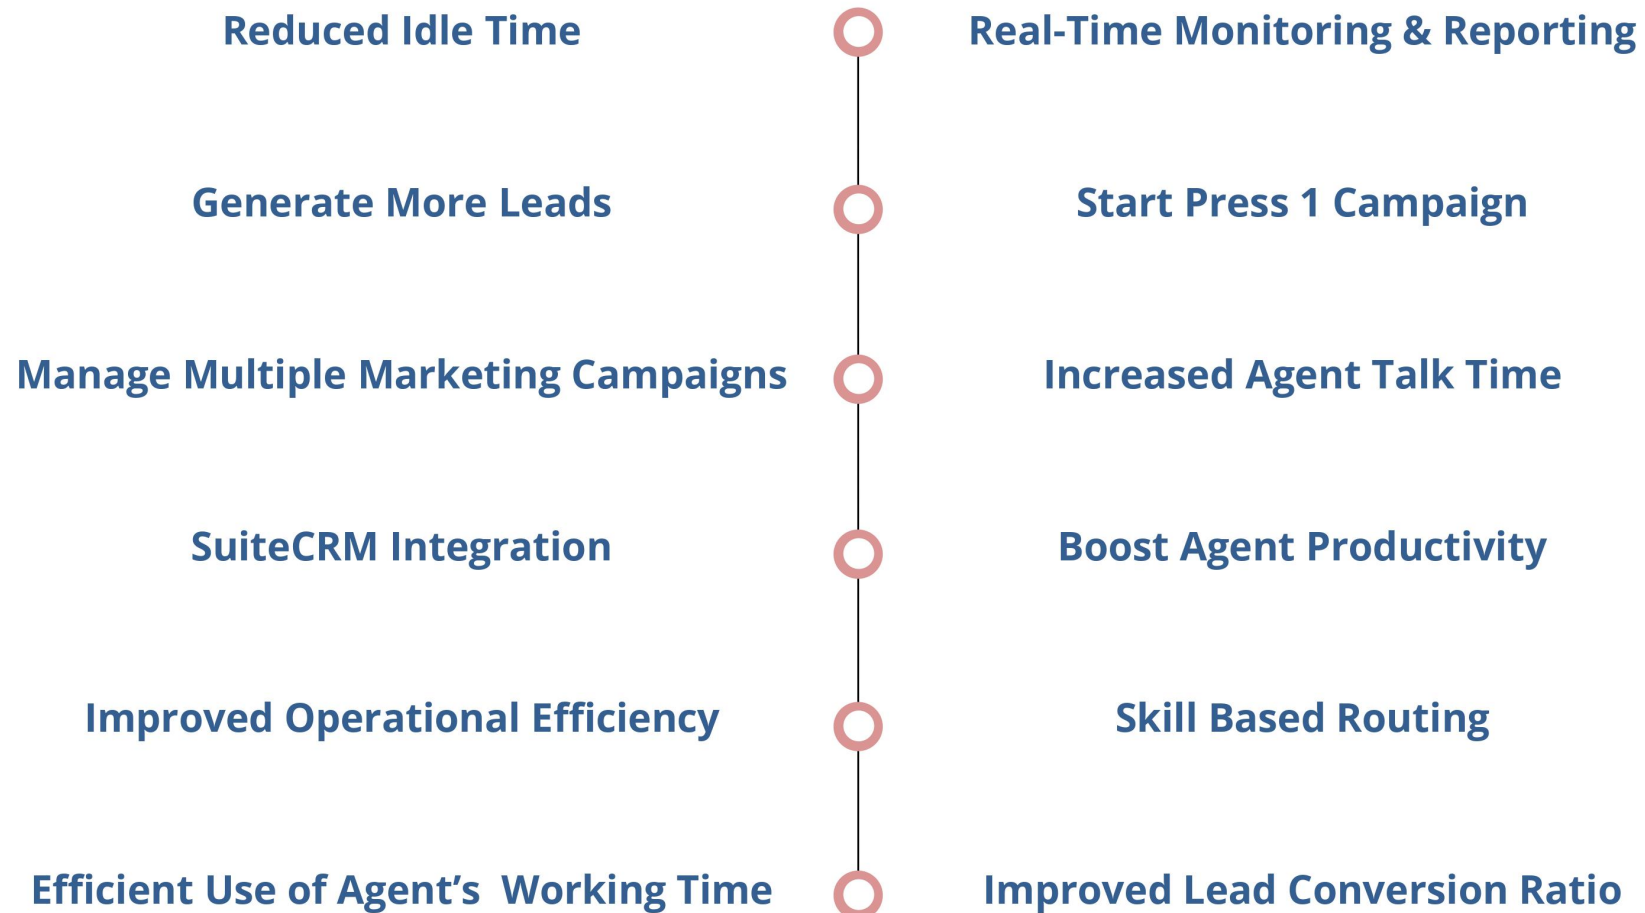 Reduced Idle Time
Real-Time Monitoring & Reporting
Generate More Leads
Start Press 1 Campaign
Manage Multiple Marketing Campaigns
Increased Agent Talk Time
SuiteCRM Integration
Boost Agent Productivity
Improved Operational Efficiency
Skill Based Routing
Efficient Use of Agent’s  Working Time
Improved Lead Conversion Ratio